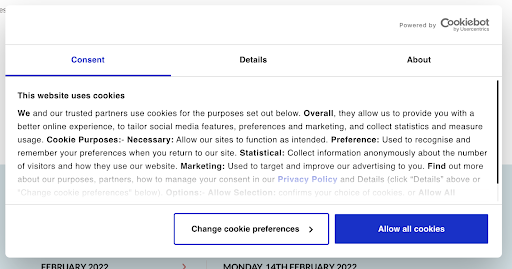 Powered by Cookiebot
by Usercentrics
Consent Details About
This website uses cookies
We and our trusted partners use cookies for the purposes set out below. Overall, they allow us to provide you with a
better online experience, to tailor social media features, preferences and marketing, and collect statistics and measure
usage. Cookie Purposes:- Necessary: Allow our sites to function as intended. Preference: Used to recognise and
remember your preferences when you return to our site. Statistical: Collect information anonymously about the number
of visitors and how they use our website. Marketing: Used to target and improve our advertising to you. Find out more
about our purposes, partners, how to manage your consent in our Privacy Policy and Details (click "Details" above or
"Change cookie preferences" below). Options:- Allow Selection: confirms your choice of cookies, or Allow All
Change cookie preferences Allow all cookies
FEBRUARY 2022 MONDAY, 14TH FEBRUARY 2022